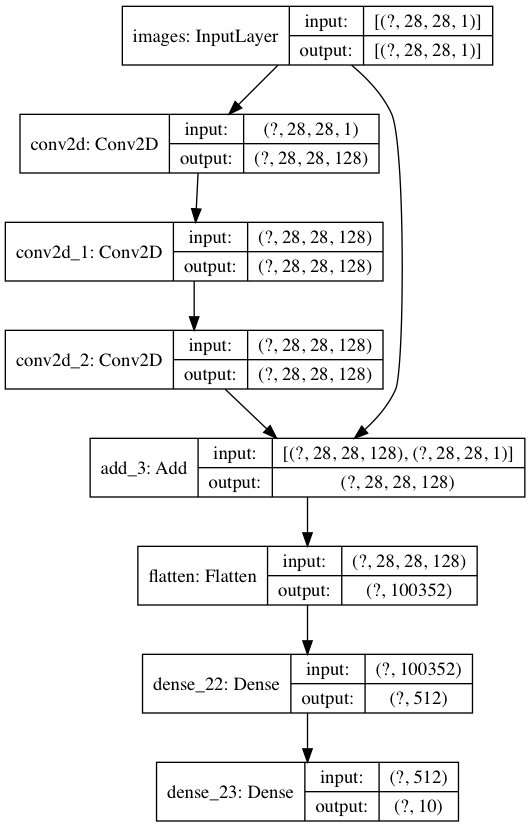 images: InputLayer
input: [(?, 28, 28, 1)]
output: [(?, 28, 28, 1)]
conv2d: Conv2D
input: (?, 28, 28, 1)
output: (?, 28, 28, 128)
conv2d_1: Conv2D
input: (?, 28, 28, 128)
output: (?, 28, 28, 128)
conv2d_2: Conv2D
input: (?, 28, 28, 128)
output: (?, 28, 28, 128)
add_3: Add
input: [(?, 28, 28, 128), (?, 28, 28, 1)]
output: (?, 28, 28, 128)
flatten: Flatten
input: (?, 28, 28, 128)
output: (?, 100352)
dense_22: Dense
input: (?, 100352)
output: (?, 512)
dense_23: Dense
input: (?, 512)
output: (?, 10)